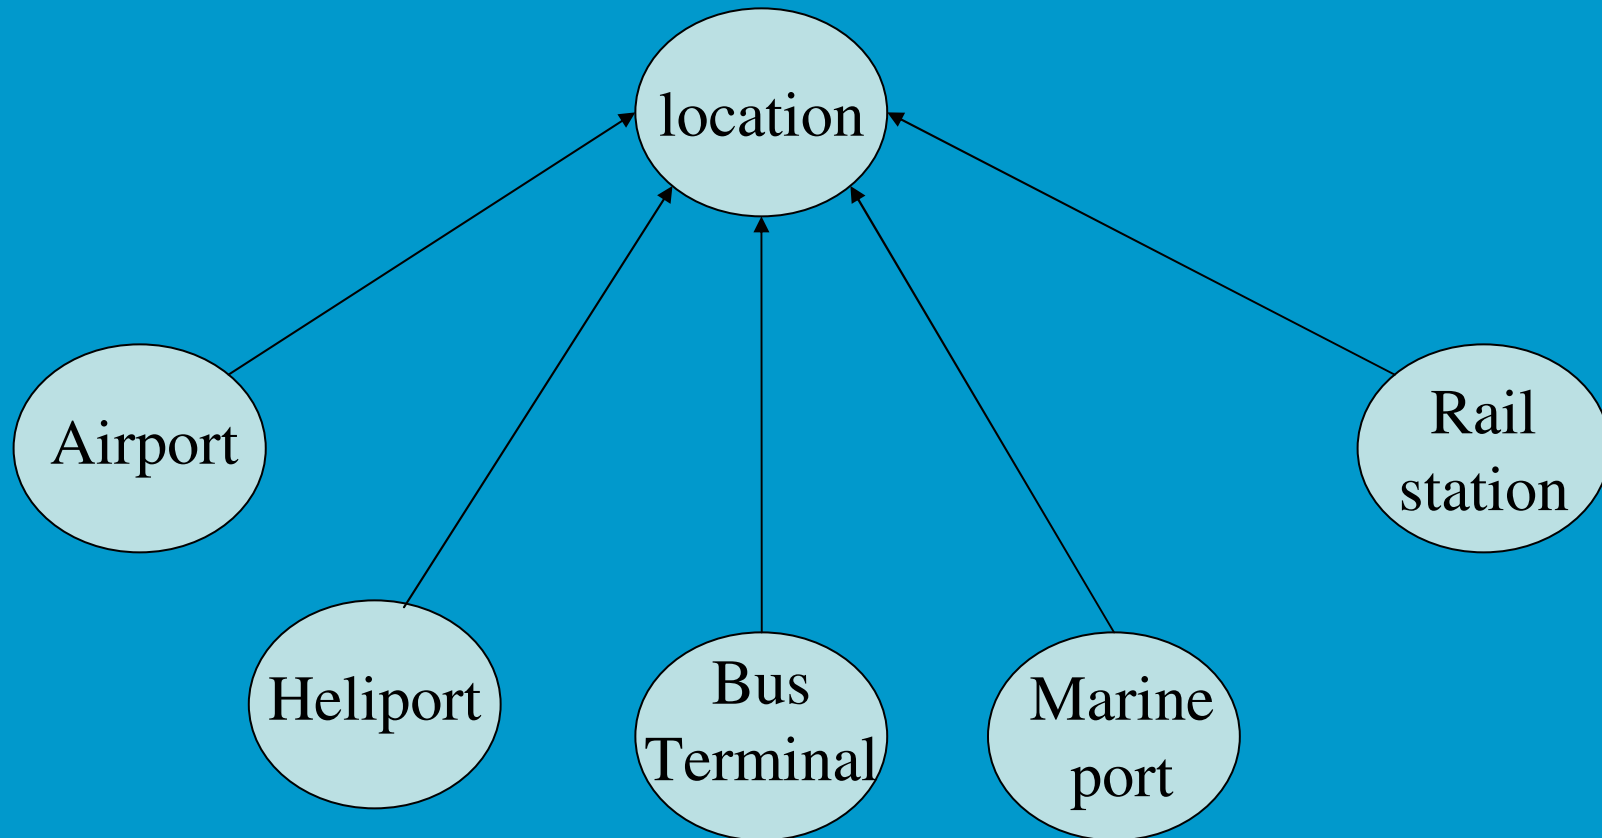 location
Airport
Rail
station
Heliport
Bus
Terminal
Marine
port